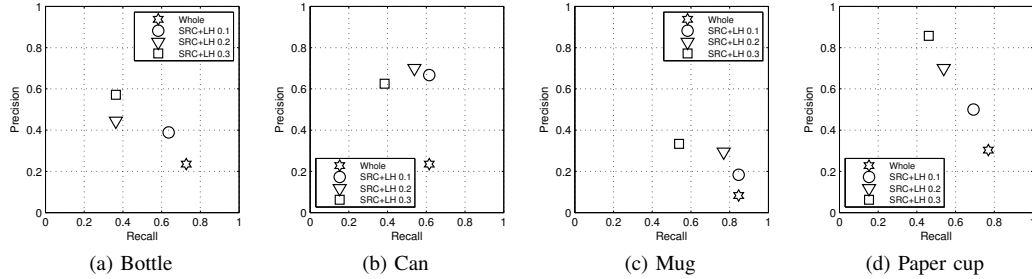 Whole
SRC+LH 0.1
SRC+LH 0.2
SRC+LH 0.3
Precision
1
0.8
0.6
0.4
0.2
0
0 0.2 0.4 0.6 0.8 1
Recall
(a) Bottle
Precision
1
0.8
0.6
0.4
0.2
0
Whole
SRC+LH 0.1
SRC+LH 0.2
SRC+LH 0.3
0 0.2 0.4 0.6 0.8 1
Recall
(b) Can
Whole
SRC+LH 0.1
SRC+LH 0.2
SRC+LH 0.3
Precision
1
0.8
0.6
0.4
0.2
0
0 0.2 0.4 0.6 0.8 1
Recall
(c) Mug
Precision
1
0.8
0.6
0.4
0.2
0
Whole
SRC+LH 0.1
SRC+LH 0.2
SRC+LH 0.3
0 0.2 0.4 0.6 0.8 1
Recall
(d) Paper cup